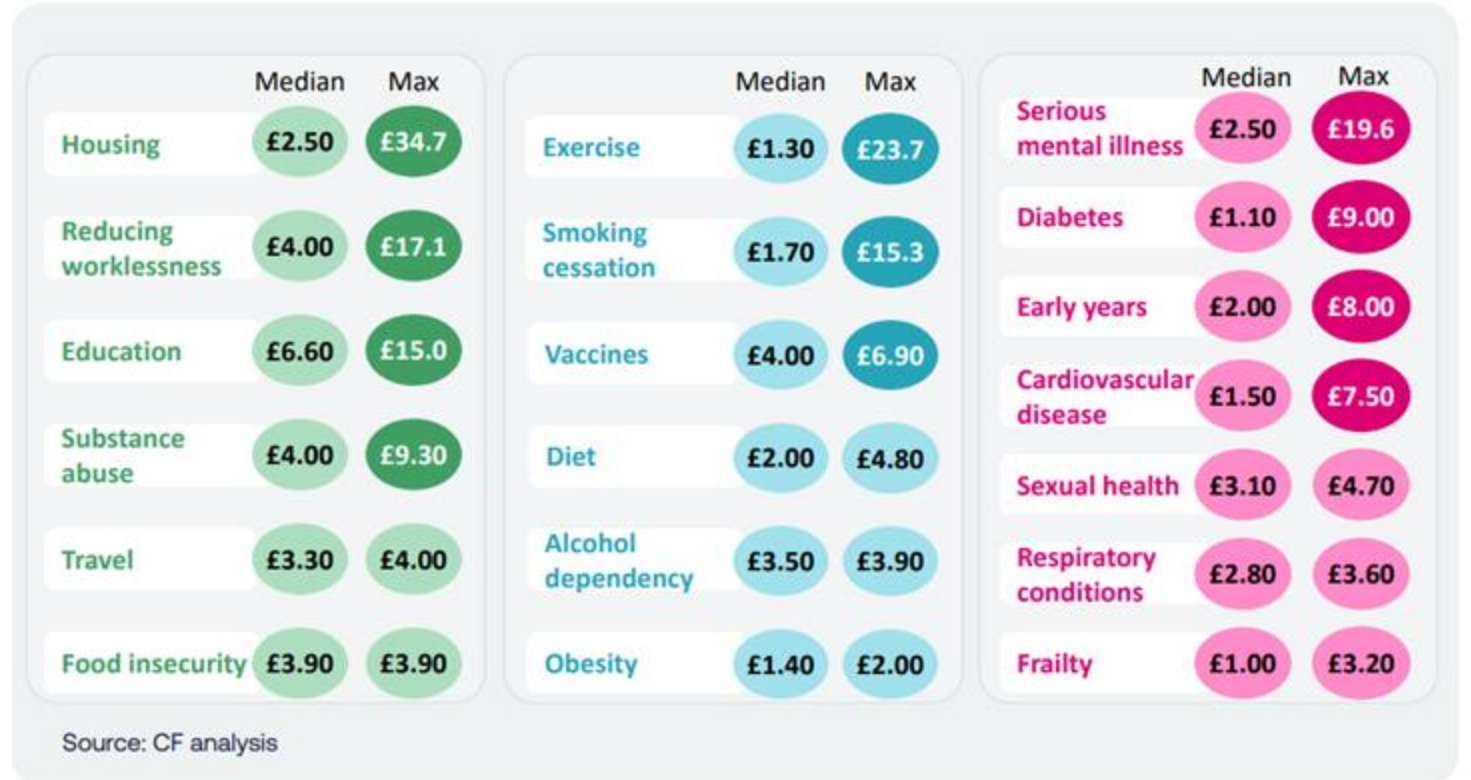 Median Max
Housing £2.50 £34.7
Reducing
worklessness £4.00 £17.1
Education £6.60 £15.0
Substance
abuse £4.00 £9.30
Travel £3.30 £4.00
Food insecurity £3.90 £3.90
Median Max
Exercise £1.30 £23.7
Smoking
cessation £1.70 £15.3
Vaccines £4.00 £6.90
Diet £2.00 £4.80
Alcohol
dependency £3.50 £3.90
Obesity £1.40 £2.00
Median Max
Serious
mental illness £2.50 £19.6
Diabetes £1.10 £9.00
Early years £2.00 £8.00
Cardiovascular
disease £1.50 £7.50
Sexual health £3.10 £4.70
Respiratory
conditions £2.80 £3.60
Frailty £1.00 £3.20
Source: CF analysis